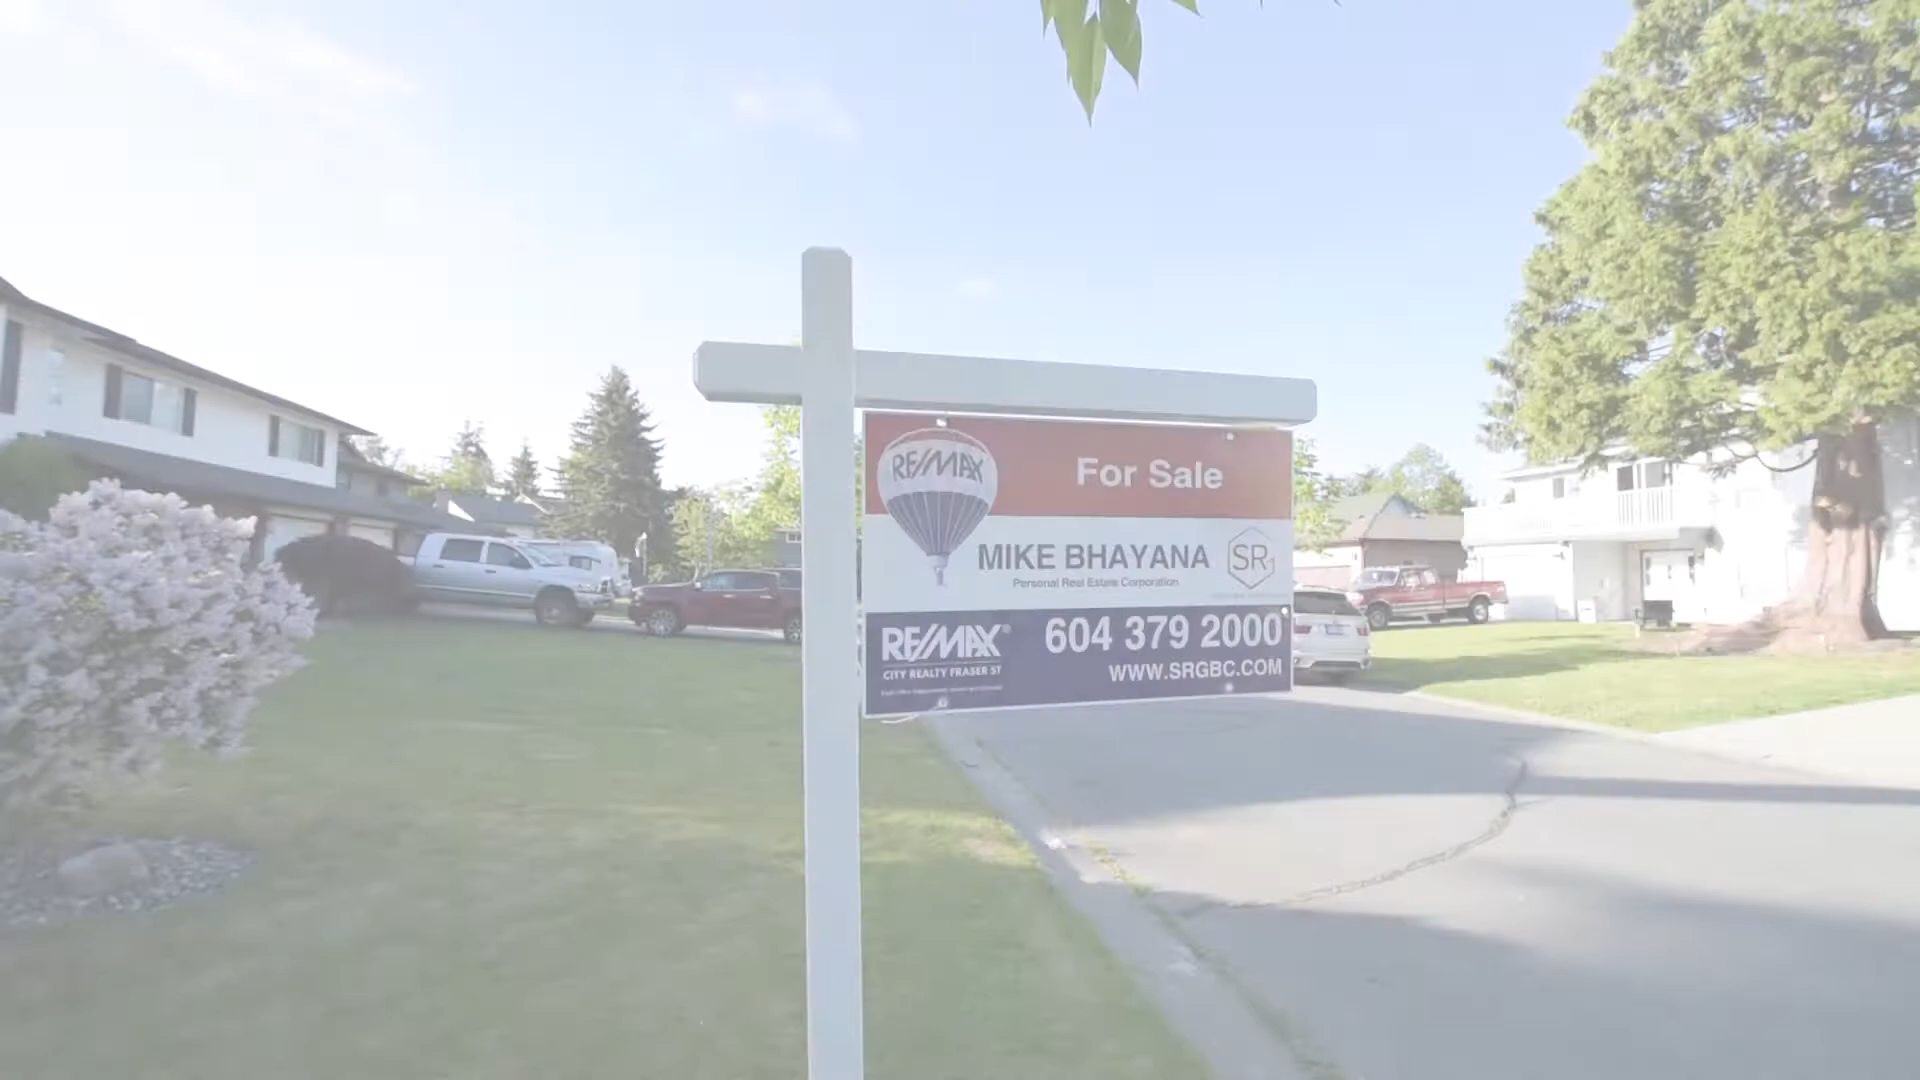 RE/MAX
For Sale
MIKE BHAYANA
SR1
Personal Real Estate Corporation
RE/MAX®
604 379 2000
CITY REALTY FRASER ST
WWW.SRGBC.COM